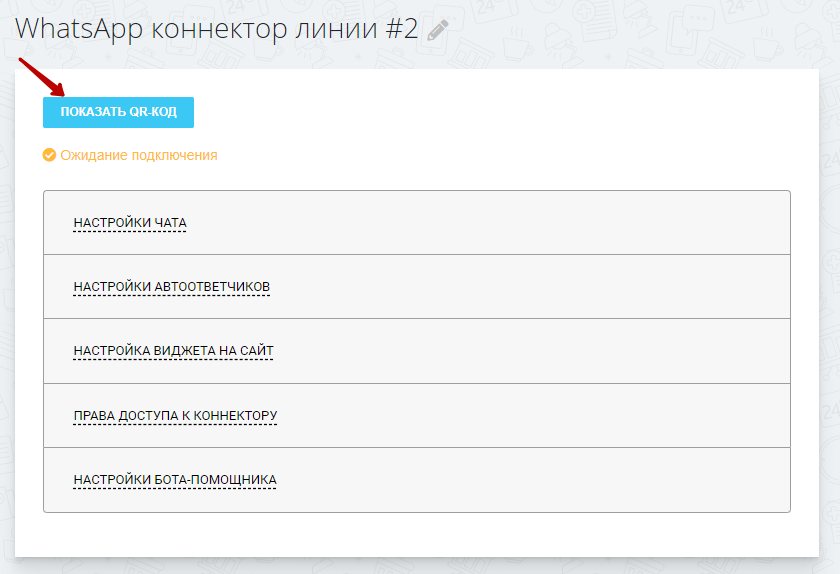 WhatsApp коннектор линии #2
ПОКАЗАТЬ QR-КОД
Ожидание подключения
НАСТРОЙКИ ЧАТА
НАСТРОЙКИ АВТООТВЕТЧИКОВ
НАСТРОЙКА ВИДЖЕТА НА САЙТ
ПРАВА ДОСТУПА К КОННЕКТОРУ
НАСТРОЙКИ БОТА-ПОМОЩНИКА